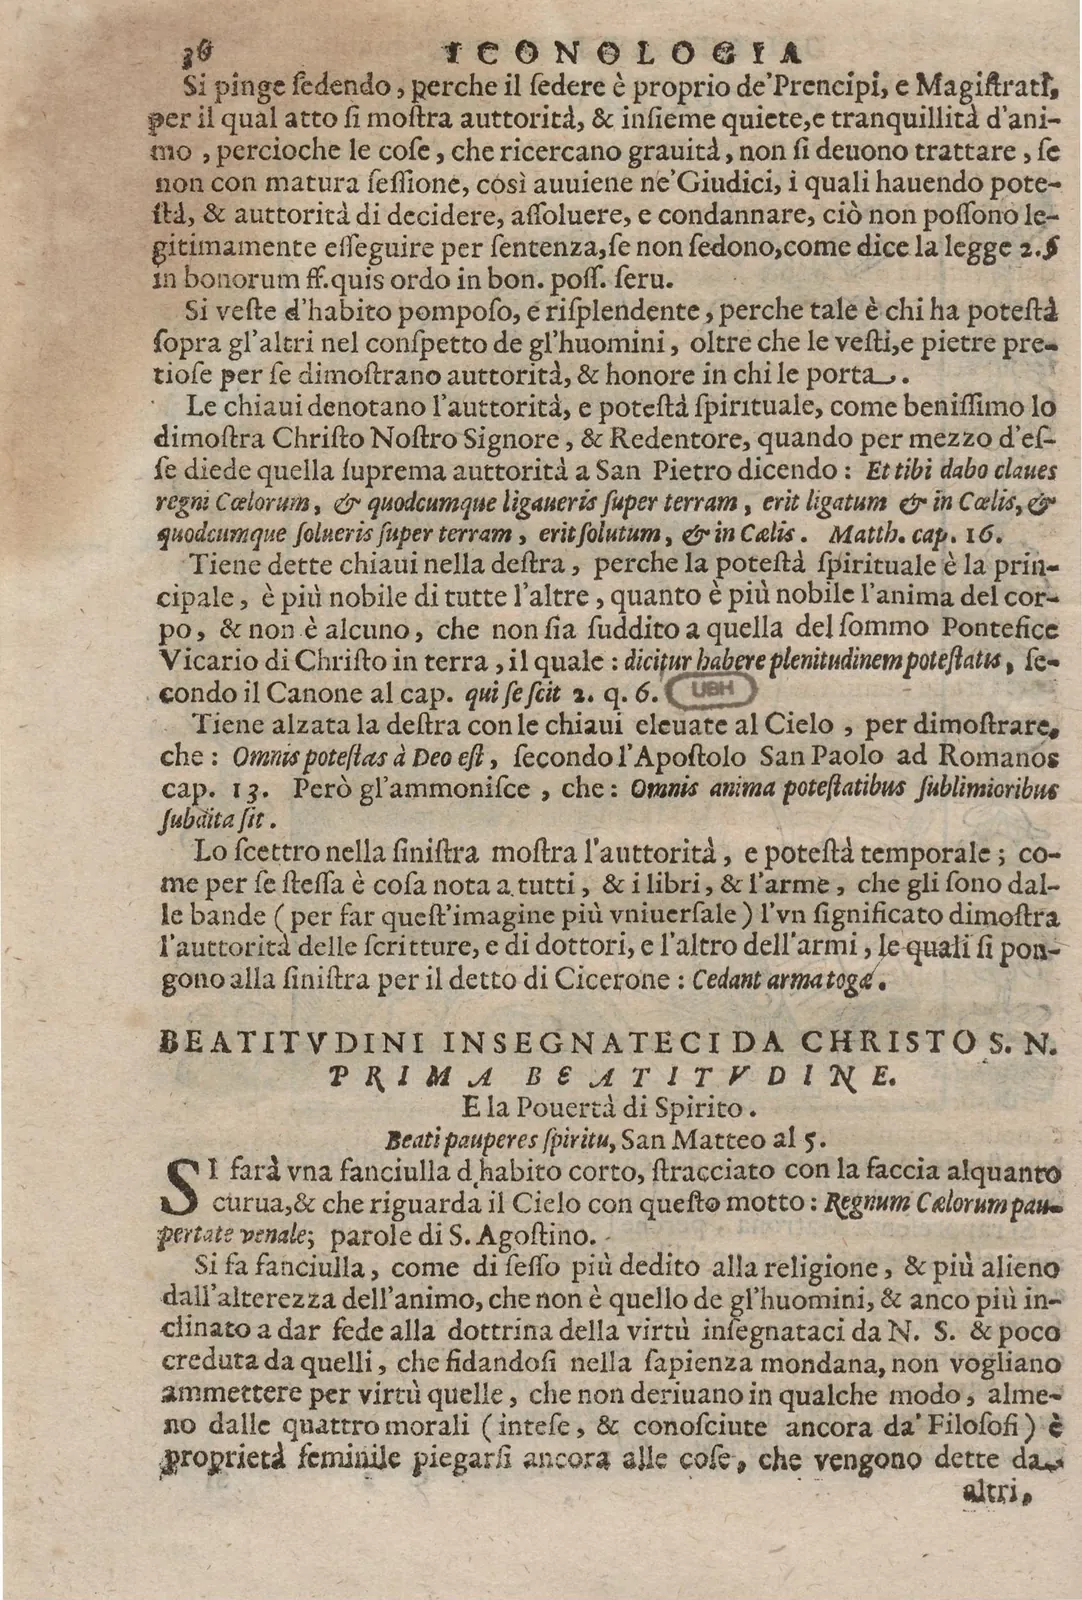 36 ICONOLOGIA
Si pinge ſedendo, perche il ſedere è proprio de' Prencipi, e Magiſtrati,
per il qual atto ſi moſtra auttorità, & inſieme quiete, e tranquillità d'ani-
mo, percioche le coſe, che ricercano grauità, non ſi deuono trattare, ſe
non con matura ſeſſione, così auuiene ne' Giudici, i quali hauendo pote-
ſtà, & auttorità di decidere, aſſoluere, e condannare, ciò non poſſono le-
gitimamente eſſeguire per ſentenza, ſe non ſedono, come dice la legge 2. §
in bonorum ff. quis ordo in bon. poſſ. ſeru.
Si veſte d'habito pompoſo, e riſplendente, perche tale è chi ha poteſtà
ſopra gl'altri nel conſpetto de gl'huomini, oltre che le veſti, e pietre pre-
tioſe per ſe dimoſtrano auttorità, & honore in chi le porta.
Le chiaui denotano l'auttorità, e poteſtà ſpirituale, come beniſſimo lo
dimoſtra Chriſto Noſtro Signore, & Redentore, quando per mezzo d'eſ-
ſe diede quella ſuprema auttorità a San Pietro dicendo: Et tibi dabo claues
regni Cœlorum, & quodcumque ligaueris ſuper terram, erit ligatum & in Cœlis, &
quodcumque ſolueris ſuper terram, erit ſolutum, & in Cælis. Matth. cap. 16.
Tiene dette chiaui nella deſtra, perche la poteſtà ſpirituale è la prin-
cipale, è più nobile di tutte l'altre, quanto è più nobile l'anima del cor-
po, & non è alcuno, che non ſia ſuddito a quella del ſommo Pontefice
Vicario di Chriſto in terra, il quale: dicitur habere plenitudinem poteſtatis, ſe-
condo il Canone al cap. qui ſe ſcit 2. q. 6. UBH
Tiene alzata la deſtra con le chiaui eleuate al Cielo, per dimoſtrare,
che: Omnis poteſtas à Deo eſt, ſecondo l'Apoſtolo San Paolo ad Romanos
cap. 13. Però gl'ammoniſce, che: Omnis anima poteſtatibus ſublimioribus
ſubdita ſit.
Lo ſcettro nella ſiniſtra moſtra l'auttorità, e poteſtà temporale; co-
me per ſe ſteſſa è coſa nota a tutti, & i libri, & l'arme, che gli ſono dal-
le bande (per far queſt'imagine più vniuerſale) l'vn ſignificato dimoſtra
l'auttorità delle ſcritture, e di dottori, e l'altro dell'armi, le quali ſi pon-
gono alla ſiniſtra per il detto di Cicerone: Cedant arma togæ.
BEATITVDINI INSEGNATECI DA CHRISTO S. N.
PRIMA BEATITVDINE.
E la Pouertà di Spirito.
Beati pauperes ſpiritu, San Matteo al 5.
SI farà vna fanciulla d'habito corto, ſtracciato con la faccia alquanto
curua, & che riguarda il Cielo con queſto motto: Regnum Cælorum pau-
pertate venale; parole di S. Agoſtino.
Si fa fanciulla, come di ſeſſo più dedito alla religione, & più alieno
dall'alterezza dell'animo, che non è quello de gl'huomini, & anco più in-
clinato a dar fede alla dottrina della virtù inſegnataci da N. S. & poco
creduta da quelli, che fidandoſi nella ſapienza mondana, non vogliano
ammettere per virtù quelle, che non deriuano in qualche modo, alme-
no dalle quattro morali (inteſe, & conoſciute ancora da' Filoſofi) è
proprietà feminile piegarſi ancora alle coſe, che vengono dette da
altri,